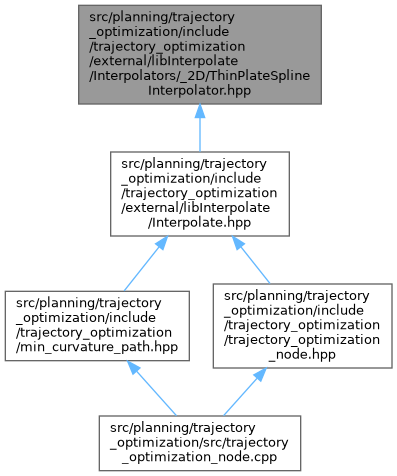 src/planning/trajectory
_optimization/include
/trajectory_optimization
/external/libInterpolate
/Interpolators/_2D/ThinPlateSpline
Interpolator.hpp
src/planning/trajectory
_optimization/include
/trajectory_optimization
/external/libInterpolate
/Interpolate.hpp
src/planning/trajectory
_optimization/include
/trajectory_optimization
/min_curvature_path.hpp
src/planning/trajectory
_optimization/include
/trajectory_optimization
/trajectory_optimization
_node.hpp
src/planning/trajectory
_optimization/src/trajectory
_optimization_node.cpp